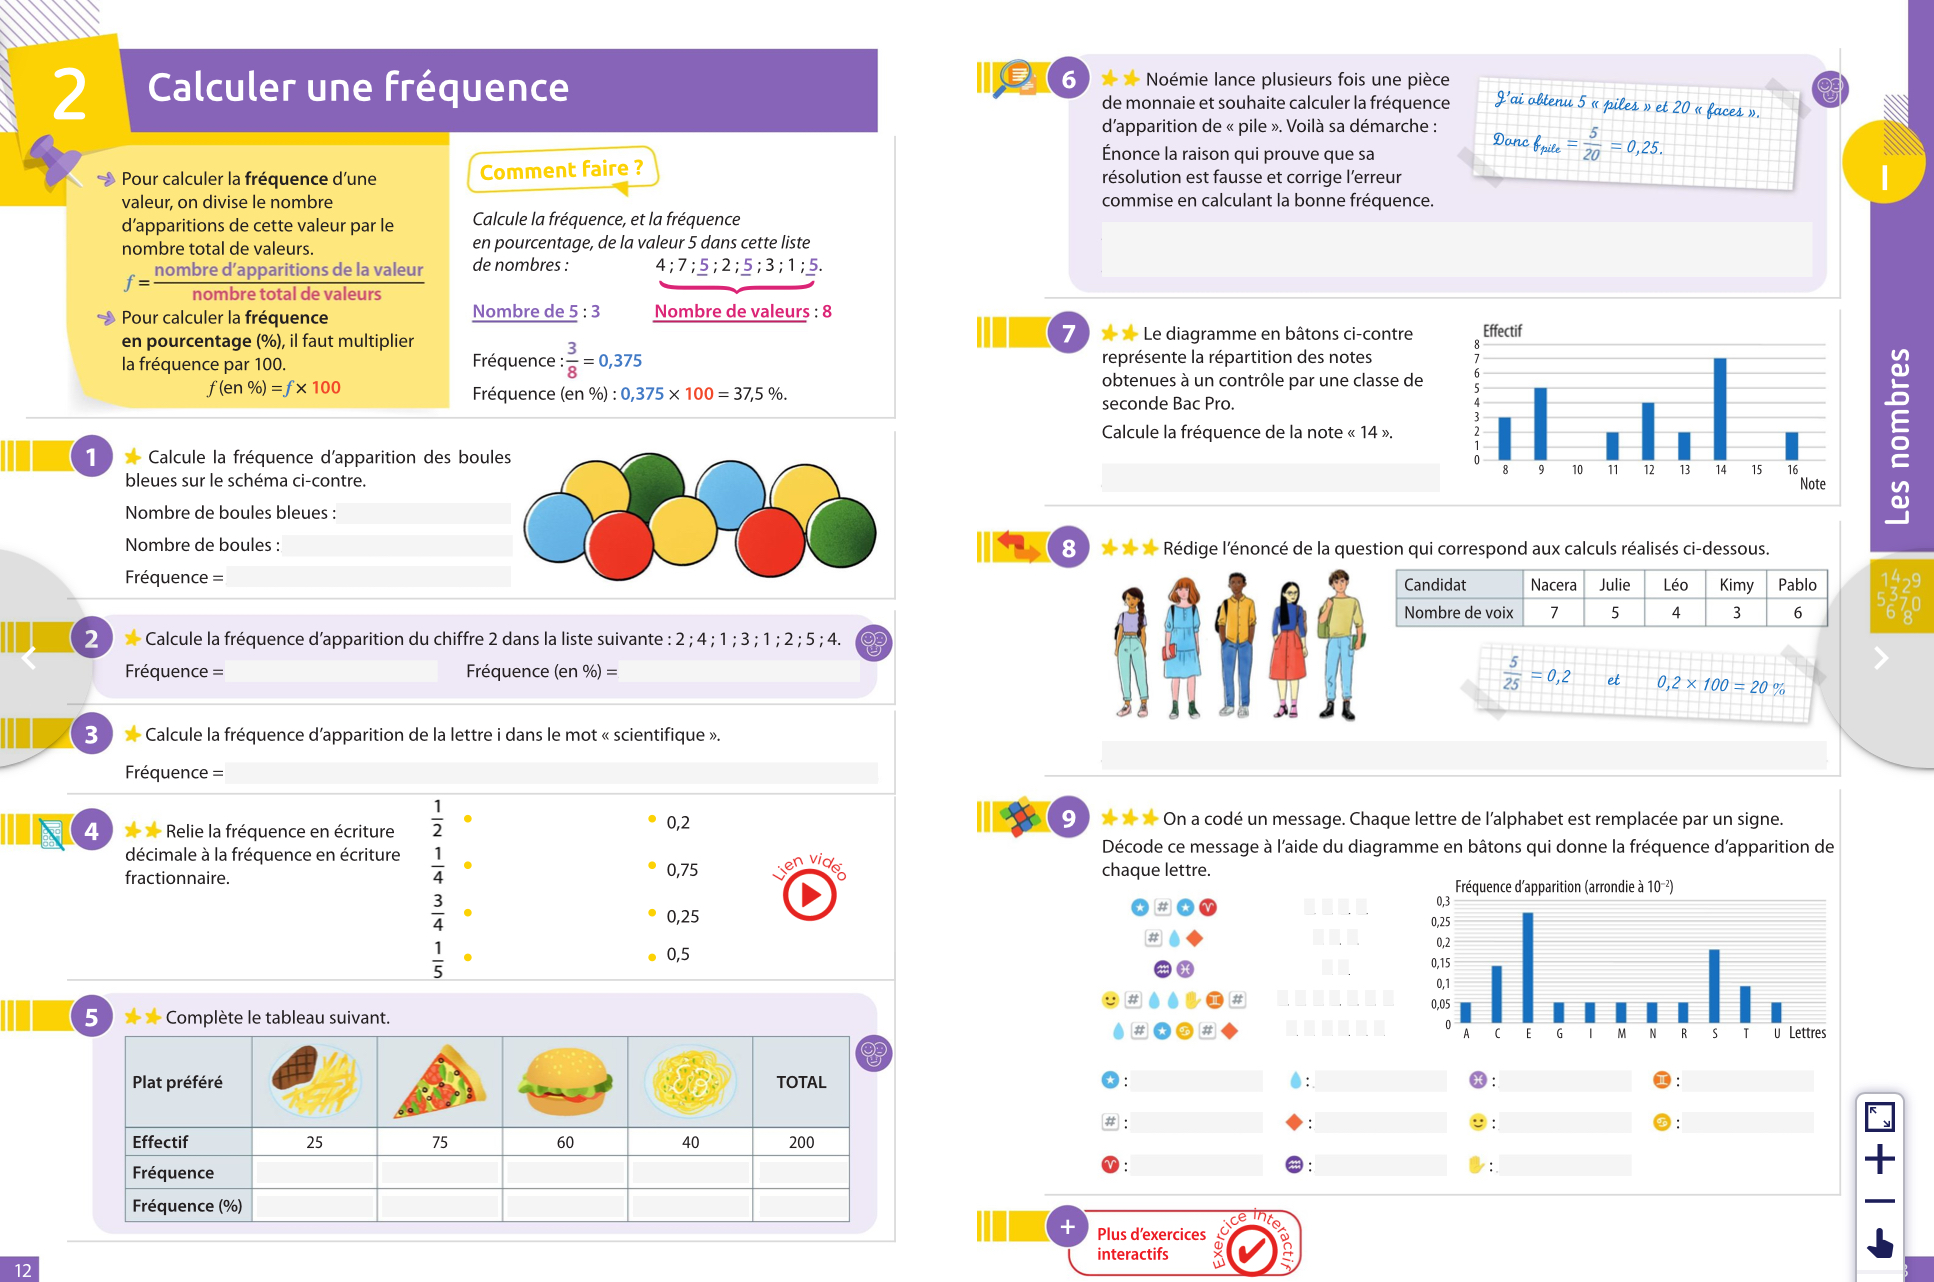 2
Calculer une fréquence
Pour calculer la fréquence d'une
valeur, on divise le nombre
d'apparitions de cette valeur par le
nombre total de valeurs.
f = nombre d'apparitions de la valeur
nombre total de valeurs
Pour calculer la fréquence
en pourcentage (%), il faut multiplier
la fréquence par 100.
f (en %) = f × 100
Comment faire ?
Calcule la fréquence, et la fréquence
en pourcentage, de la valeur 5 dans cette liste
de nombres : 4 ; 7 ; 5 ; 2 ; 5 ; 3 ; 1 ; 5.
Nombre de 5 : 3 Nombre de valeurs : 8
Fréquence : 3/8 = 0,375
Fréquence (en %) : 0,375 × 100 = 37,5 %.
1
Calcule la fréquence d'apparition des boules
bleues sur le schéma ci-contre.
Nombre de boules bleues :
Nombre de boules :
Fréquence =
2
Calcule la fréquence d'apparition du chiffre 2 dans la liste suivante : 2 ; 4 ; 1 ; 3 ; 1 ; 2 ; 5 ; 4.
Fréquence = Fréquence (en %) =
3
Calcule la fréquence d'apparition de la lettre i dans le mot « scientifique ».
Fréquence =
4
Relie la fréquence en écriture
décimale à la fréquence en écriture
fractionnaire.
1/2 0,2
1/4 0,75
3/4 0,25
1/5 0,5
Lien vidéo
5
Complète le tableau suivant.
Plat préféré TOTAL
Effectif 25 75 60 40 200
Fréquence
Fréquence (%)
12
6
Noémie lance plusieurs fois une pièce
de monnaie et souhaite calculer la fréquence
d'apparition de « pile ». Voilà sa démarche :
Énonce la raison qui prouve que sa
résolution est fausse et corrige l'erreur
commise en calculant la bonne fréquence.
J'ai obtenu 5 « piles » et 20 « faces ».
Donc fpile = 5/20 = 0,25.
7
Le diagramme en bâtons ci-contre
représente la répartition des notes
obtenues à un contrôle par une classe de
seconde Bac Pro.
Calcule la fréquence de la note « 14 ».
Effectif
8
7
6
5
4
3
2
1
0
8 9 10 11 12 13 14 15 16
Note
8
Rédige l'énoncé de la question qui correspond aux calculs réalisés ci-dessous.
Candidat Nacera Julie Léo Kimy Pablo
Nombre de voix 7 5 4 3 6
5/25 = 0,2 et 0,2 × 100 = 20 %
9
On a codé un message. Chaque lettre de l'alphabet est remplacée par un signe.
Décode ce message à l'aide du diagramme en bâtons qui donne la fréquence d'apparition de
chaque lettre.
Fréquence d'apparition (arrondie à 10⁻²)
0,3
0,25
0,2
0,15
0,1
0,05
0
A C E G I M N R S T U Lettres
+
Plus d'exercices
interactifs
Exercice interactif
1
Les nombres